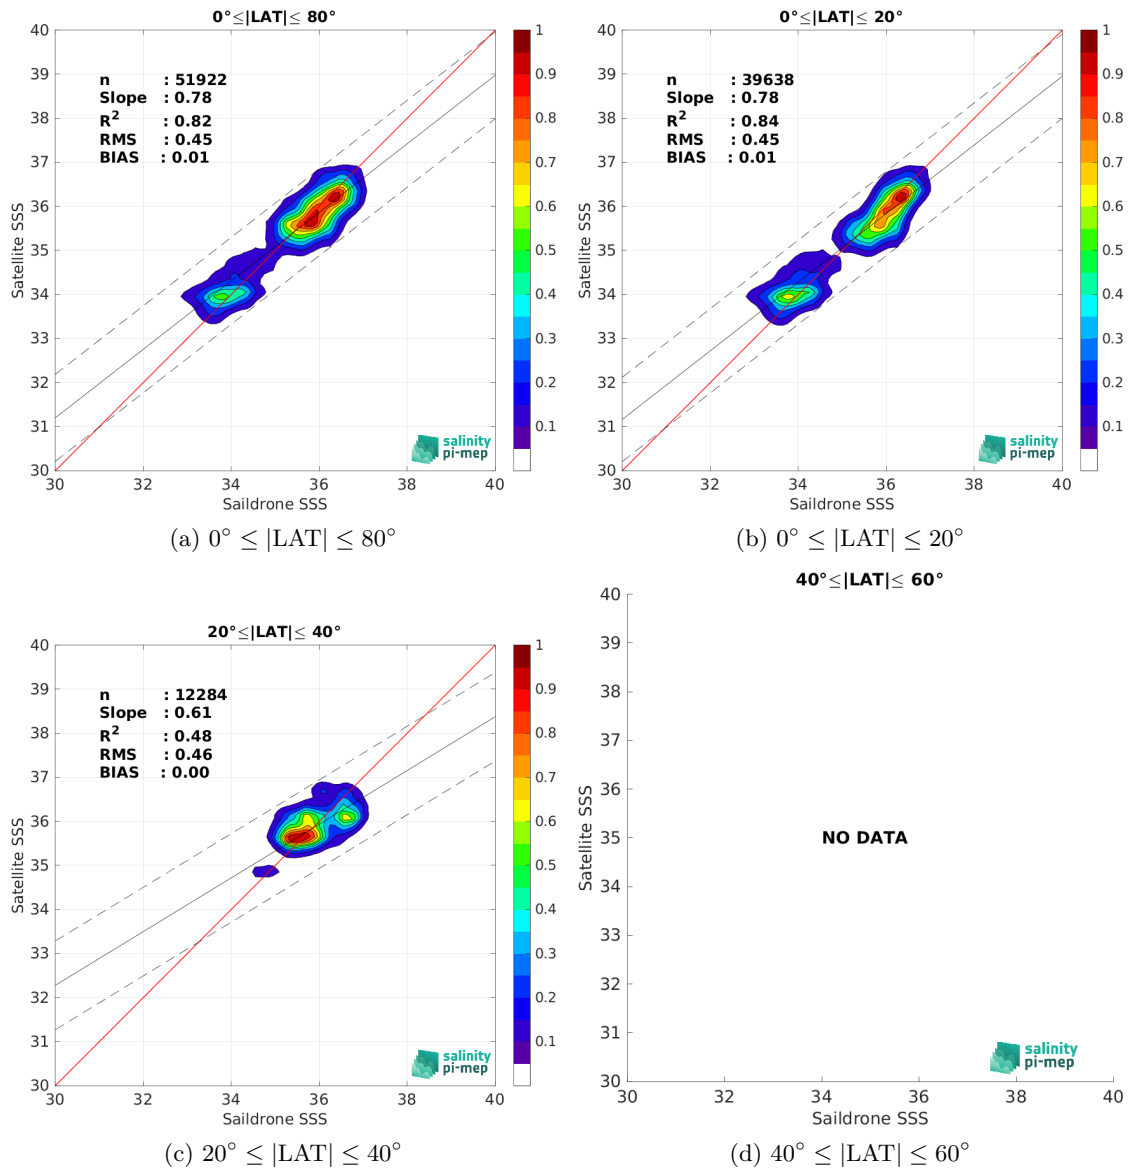 0°≤|LAT|≤ 80°
n : 51922
Slope : 0.78
R² : 0.82
RMS : 0.45
BIAS : 0.01
40
39
38
37
36
35
34
33
32
31
30
Satellite SSS
30 32 34 36 38 40
Saildrone SSS
1
0.9
0.8
0.7
0.6
0.5
0.4
0.3
0.2
0.1
salinity
pi-mep
(a) 0° ≤ |LAT| ≤ 80°
0°≤|LAT|≤ 20°
n : 39638
Slope : 0.78
R² : 0.84
RMS : 0.45
BIAS : 0.01
40
39
38
37
36
35
34
33
32
31
30
Satellite SSS
30 32 34 36 38 40
Saildrone SSS
1
0.9
0.8
0.7
0.6
0.5
0.4
0.3
0.2
0.1
salinity
pi-mep
(b) 0° ≤ |LAT| ≤ 20°
20°≤|LAT|≤ 40°
n : 12284
Slope : 0.61
R² : 0.48
RMS : 0.46
BIAS : 0.00
40
39
38
37
36
35
34
33
32
31
30
Satellite SSS
30 32 34 36 38 40
Saildrone SSS
1
0.9
0.8
0.7
0.6
0.5
0.4
0.3
0.2
0.1
salinity
pi-mep
(c) 20° ≤ |LAT| ≤ 40°
40°≤|LAT|≤ 60°
40
39
38
37
36
35
34
33
32
31
30
Satellite SSS
NO DATA
30 32 34 36 38 40
Saildrone SSS
salinity
pi-mep
(d) 40° ≤ |LAT| ≤ 60°